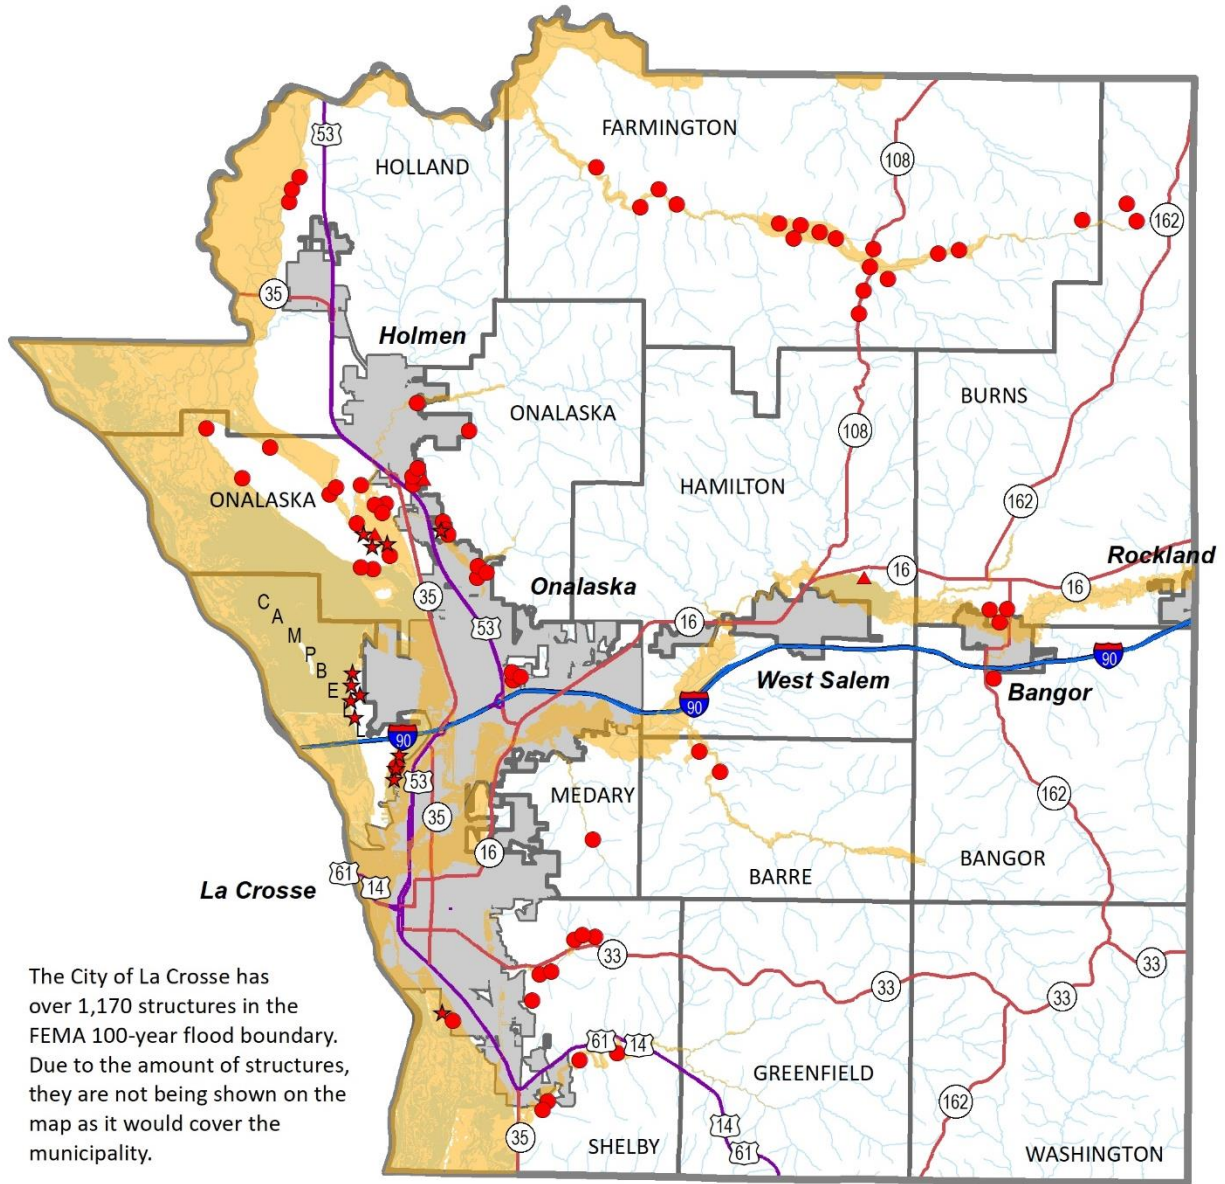 FARMINGTON
53
108
HOLLAND
162
35
Holmen
BURNS
ONALASKA
108
HAMILTON
ONALASKA
162
Rockland
16
16
Onalaska
35
CAMPBELL
53
16
90
West Salem
90
Bangor
90
53
MEDARY
162
35
16
BANGOR
61
14
BARRE
La Crosse
33
33
33
33
The City of La Crosse has
over 1,170 structures in the
FEMA 100-year flood boundary.
Due to the amount of structures,
they are not being shown on the
map as it would cover the
municipality.
61
14
GREENFIELD
162
14
35
61
SHELBY
WASHINGTON